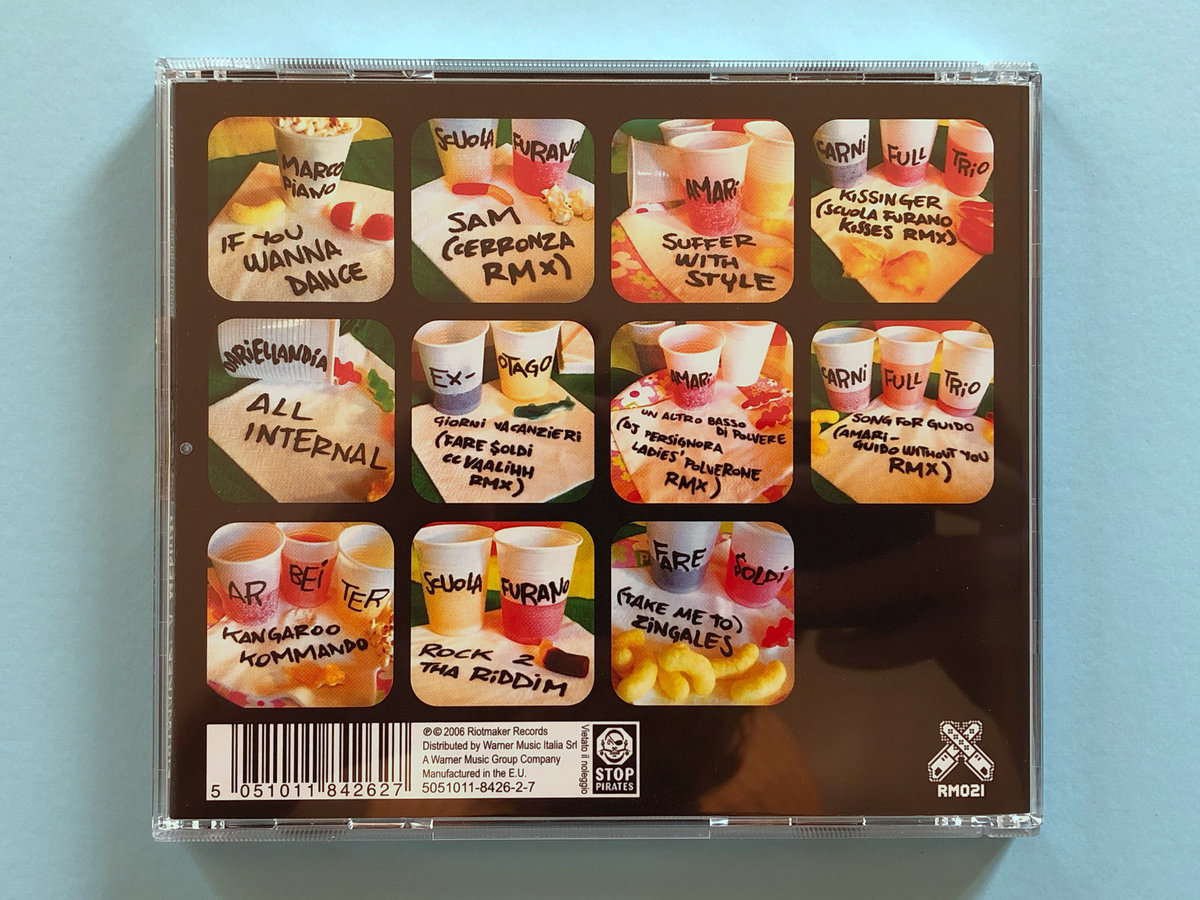 MARCO
PIANO
IF YOU
WANNA
DANCE
SCUOLA FURANO
SAM
(CERRONZA
RMX)
AMARI
SUFFER
WITH
STYLE
CARNI FULL TRIO
KISSINGER
(SCUOLA FURANO
KISSES RMX)
DARIELLANDIA
ALL
INTERNAL
EX- OTAGO
GIORNI VACANZIERI
(FARE $OLDI
CCVAALIHH
RMX)
AMARI
UN ALTRO BASSO
DI POLVERE
(DJ PERSIGNORA
LADIES' POLVERONE
RMX)
CARNI FULL TRIO
SONG FOR GUIDO
(AMARI-
GUIDO WITHOUT YOU
RMX)
AR BEI TER
KANGAROO
KOMMANDO
SCUOLA FURANO
ROCK 2
THA RIDDIM
FARE $OLDI
(TAKE ME TO)
ZINGALES
5 051011 842627
℗ © 2006 Riotmaker Records
Distributed by Warner Music Italia Srl
A Warner Music Group Company
Manufactured in the E.U.
5051011-8426-2-7
Vietato il noleggio
STOP
PIRATES
RM021